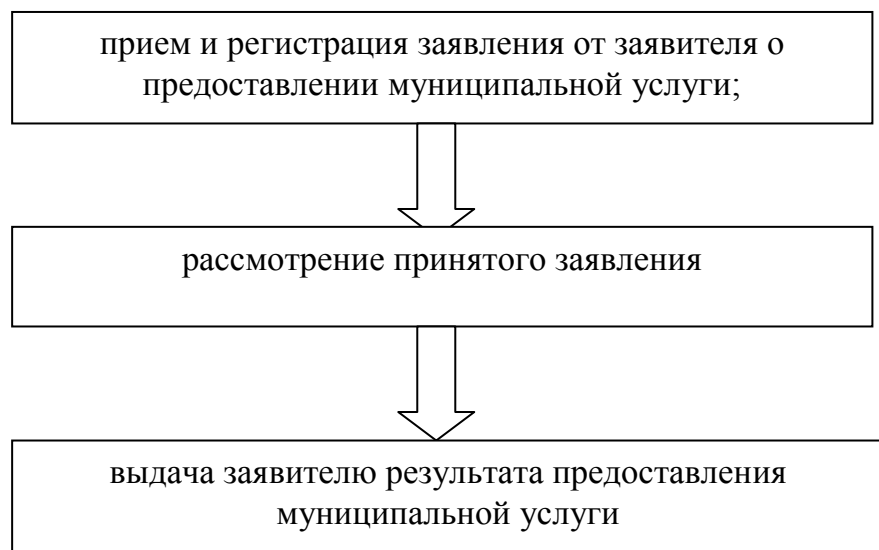 прием и регистрация заявления от заявителя о
предоставлении муниципальной услуги;
рассмотрение принятого заявления
выдача заявителю результата предоставления
муниципальной услуги